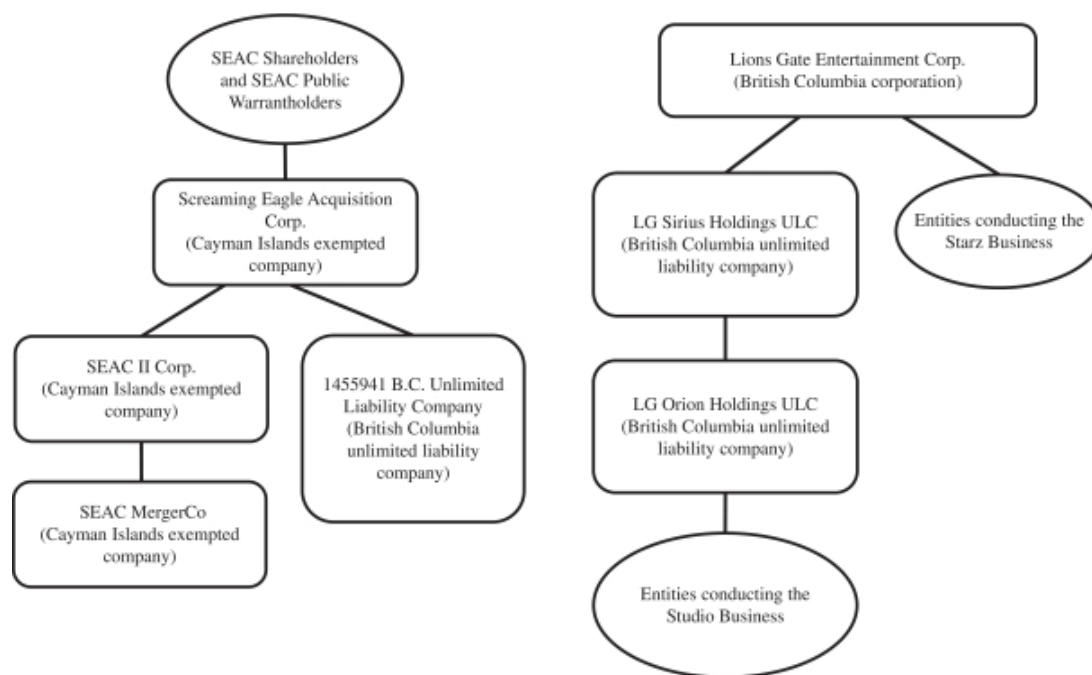 SEAC Shareholders
and SEAC Public
Warrantholders
Screaming Eagle Acquisition
Corp.
(Cayman Islands exempted
company)
SEAC II Corp.
(Cayman Islands exempted
company)
1455941 B.C. Unlimited
Liability Company
(British Columbia
unlimited liability
company)
SEAC MergerCo
(Cayman Islands exempted
company)
Lions Gate Entertainment Corp.
(British Columbia corporation)
LG Sirius Holdings ULC
(British Columbia unlimited
liability company)
Entities conducting the
Starz Business
LG Orion Holdings ULC
(British Columbia unlimited
liability company)
Entities conducting the
Studio Business